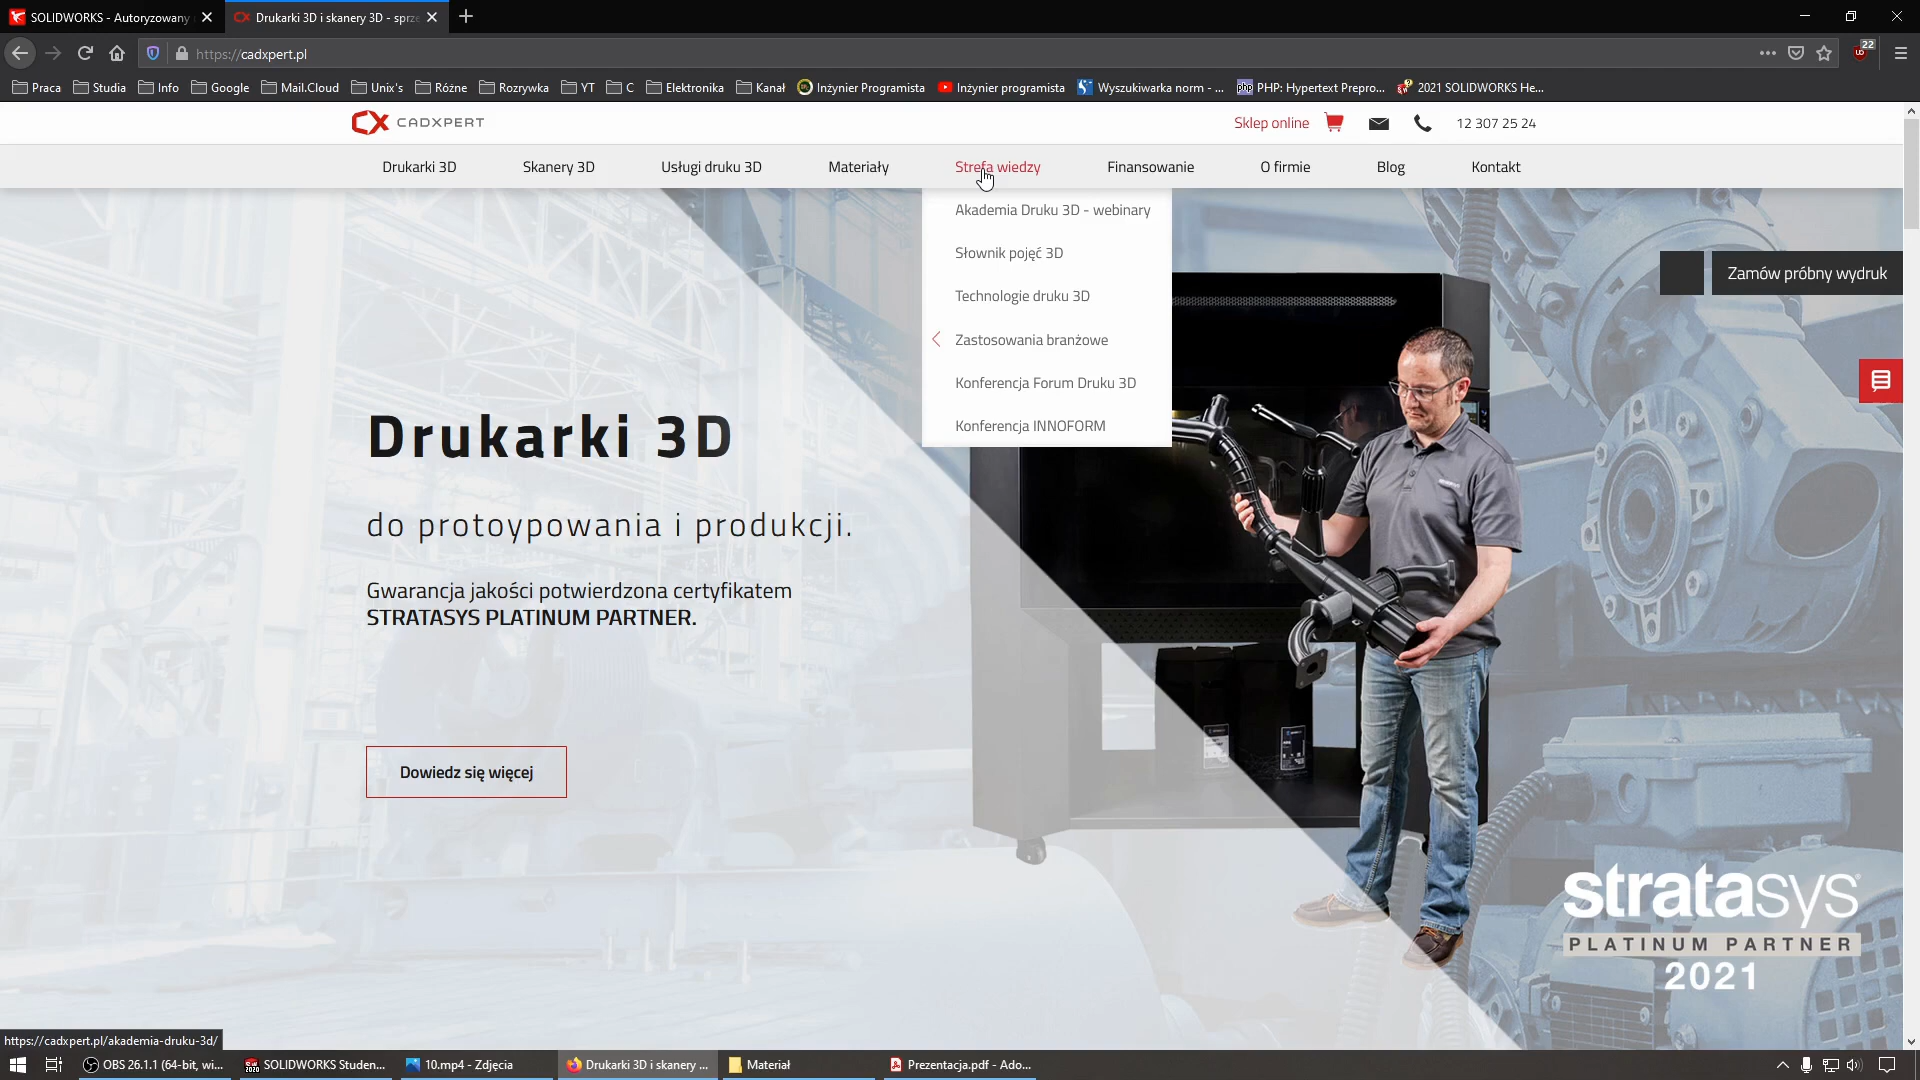 SOLIDWORKS - Autoryzowany
Drukarki 3D i skanery 3D - sprz
https://cadxpert.pl
22
Praca
Studia
Info
Google
Mail.Cloud
Unix's
Różne
Rozrywka
YT
C
Elektronika
Kanał
Inżynier Programista
Inżynier programista
Wyszukiwarka norm - ...
PHP: Hypertext Prepro...
2021 SOLIDWORKS He...
CADXPERT
Sklep online
12 307 25 24
Drukarki 3D
Skanery 3D
Usługi druku 3D
Materiały
Strefa wiedzy
Finansowanie
O firmie
Blog
Kontakt
Akademia Druku 3D - webinary
Słownik pojęć 3D
Technologie druku 3D
Zastosowania branżowe
Konferencja Forum Druku 3D
Konferencja INNOFORM
Zamów próbny wydruk
Drukarki 3D
do protoypowania i produkcji.
Gwarancja jakości potwierdzona certyfikatem
STRATASYS PLATINUM PARTNER.
Dowiedz się więcej
stratasys
PLATINUM PARTNER
2021
https://cadxpert.pl/akademia-druku-3d/
OBS 26.1.1 (64-bit, wi...
SOLIDWORKS Studen...
10.mp4 - Zdjęcia
Drukarki 3D i skanery ...
Materiał
Prezentacja.pdf - Ado...